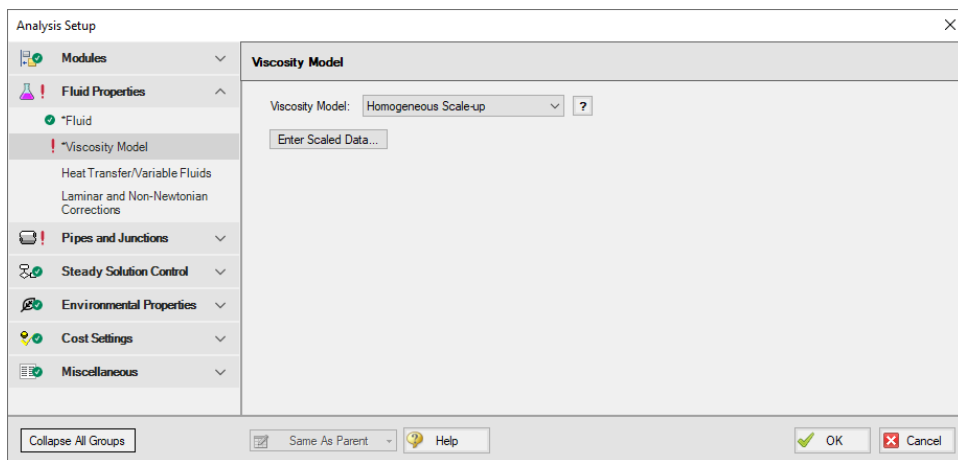 Analysis Setup
Modules
Fluid Properties
*Fluid
*Viscosity Model
Heat Transfer/Variable Fluids
Laminar and Non-Newtonian
Corrections
Pipes and Junctions
Steady Solution Control
Environmental Properties
Cost Settings
Miscellaneous
Collapse All Groups
Viscosity Model
Viscosity Model: Homogeneous Scale-up ?
Enter Scaled Data...
Same As Parent
Help
OK
Cancel